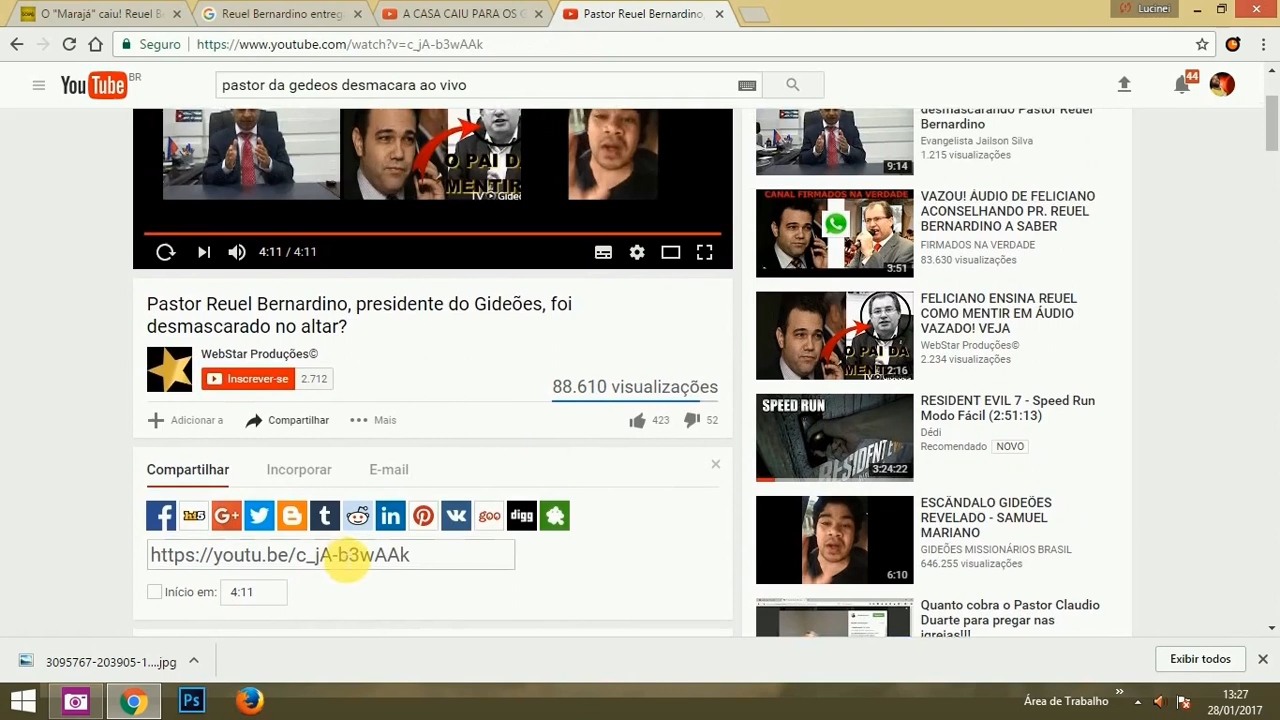 O "Marajá" caiu! Reuel B
Reuel Bernardino entreg
A CASA CAIU PARA OS G
Pastor Reuel Bernardino,
Lucinei
Seguro
https://www.youtube.com/watch?v=c_jA-b3wAAk
YouTube BR
pastor da gedeos desmacara ao vivo
44
O PAI DA
MENTIR
4:11 / 4:11
Pastor Reuel Bernardino, presidente do Gideões, foi
desmascarado no altar?
WebStar Produções©
Inscrever-se
2.712
88.610 visualizações
Adicionar a
Compartilhar
Mais
423
52
Compartilhar
Incorporar
E-mail
goo
digg
https://youtu.be/c_jA-b3wAAk
Início em:
4:11
desmascarando Pastor Reuel
Bernardino
Evangelista Jailson Silva
1.215 visualizações
9:14
CANAL FIRMADOS NA VERDADE
3:51
VAZOU! ÁUDIO DE FELICIANO
ACONSELHANDO PR. REUEL
BERNARDINO A SABER
FIRMADOS NA VERDADE
83.630 visualizações
O PAI DA
2:16
FELICIANO ENSINA REUEL
COMO MENTIR EM ÁUDIO
VAZADO! VEJA
WebStar Produções©
2.234 visualizações
SPEED RUN
3:24:22
RESIDENT EVIL 7 - Speed Run
Modo Fácil (2:51:13)
Dédi
Recomendado
NOVO
6:10
ESCÂNDALO GIDEÕES
REVELADO - SAMUEL
MARIANO
GIDEÕES MISSIONÁRIOS BRASIL
646.255 visualizações
Quanto cobra o Pastor Claudio
Duarte para pregar nas
igreias!!!
3095767-203905-1....jpg
Exibir todos
Ps
Área de Trabalho
13:27
28/01/2017